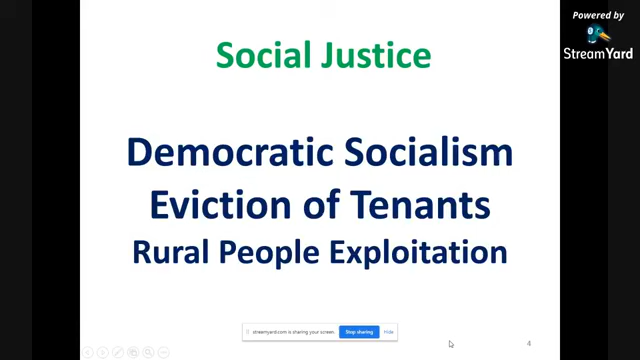 Powered by
StreamYard
Social Justice
Democratic Socialism
Eviction of Tenants
Rural People Exploitation
streamyard.com is sharing your screen.
Stop sharing
Hide
4